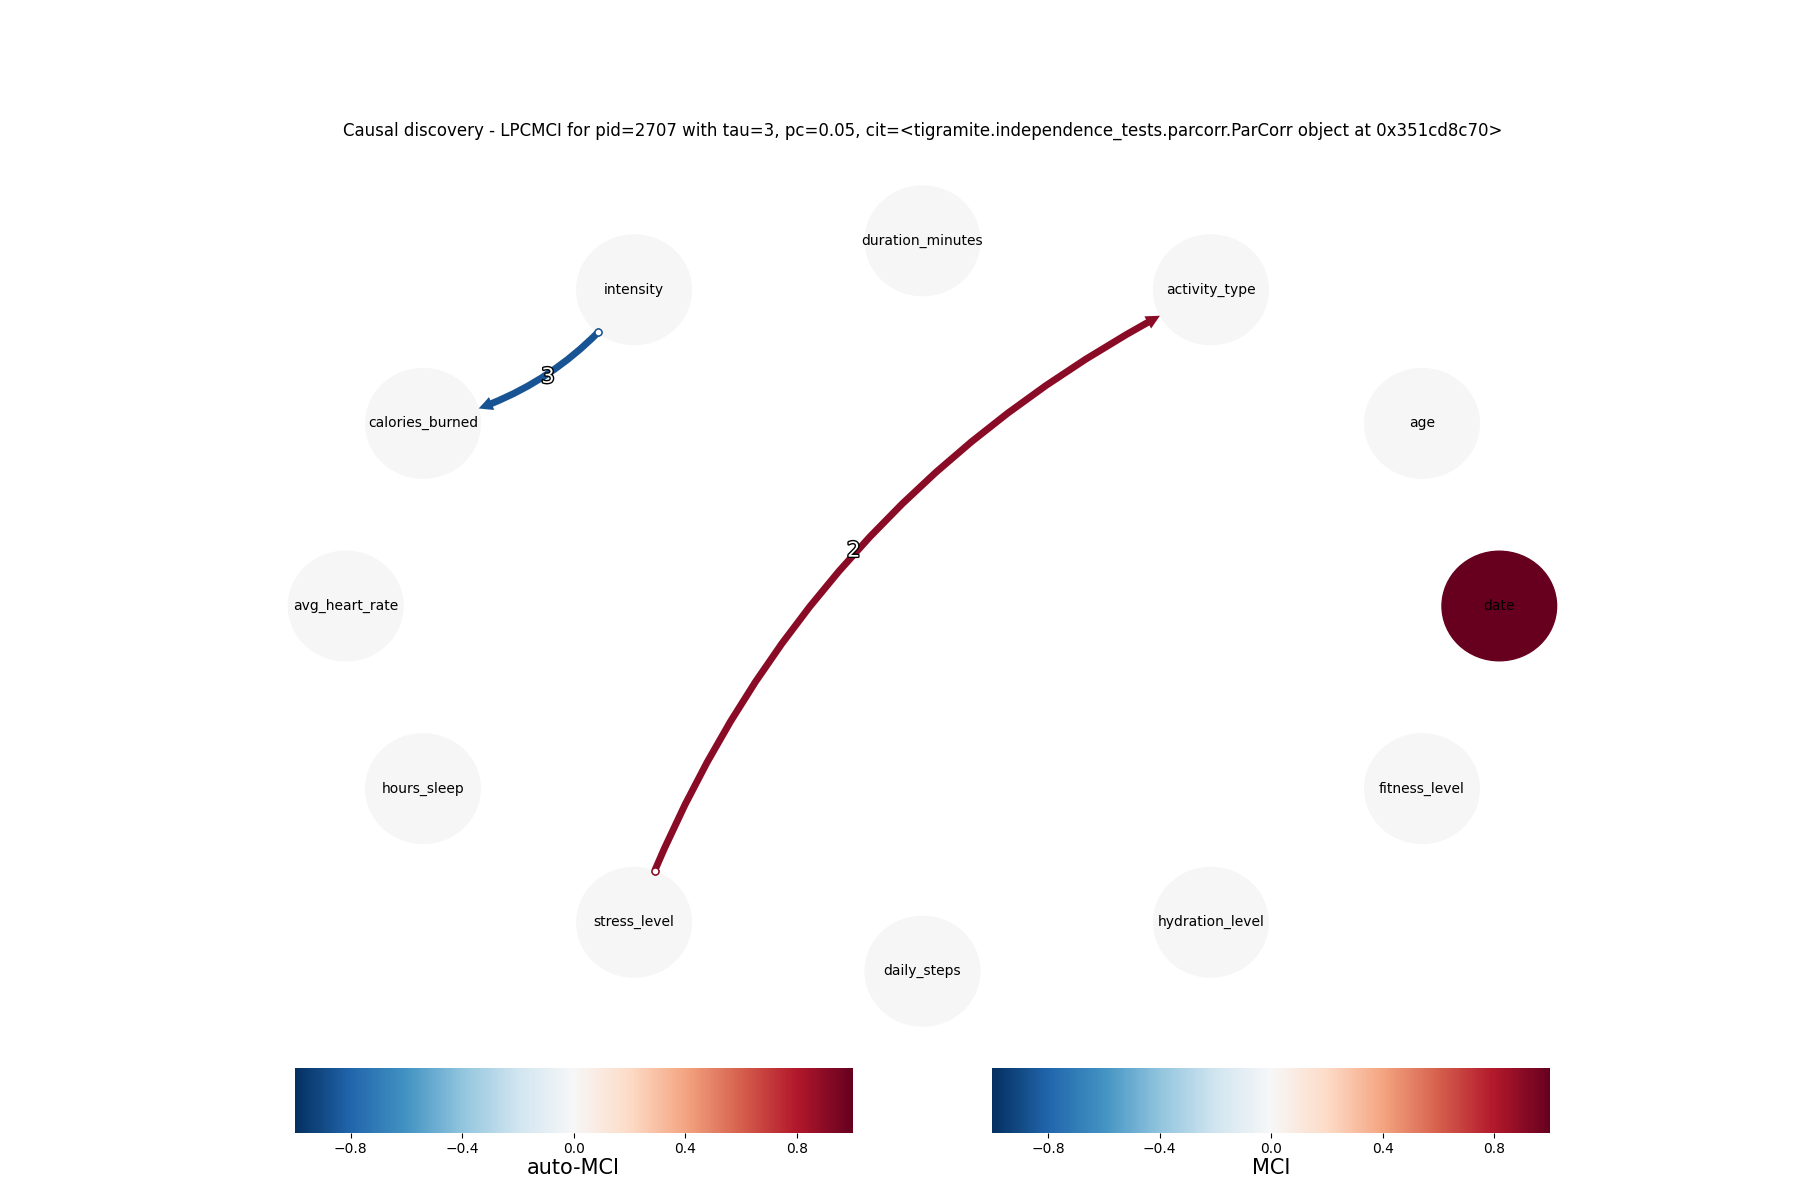 Causal discovery - LPCMCI for pid=2707 with tau=3, pc=0.05, cit=<tigramite.independence_tests.parcorr.ParCorr object at 0x351cd8c70>
duration_minutes
intensity
activity_type
3
calories_burned
age
2
avg_heart_rate
date
hours_sleep
fitness_level
stress_level
hydration_level
daily_steps
−0.8 −0.4 0.0 0.4 0.8
auto-MCI
−0.8 −0.4 0.0 0.4 0.8
MCI